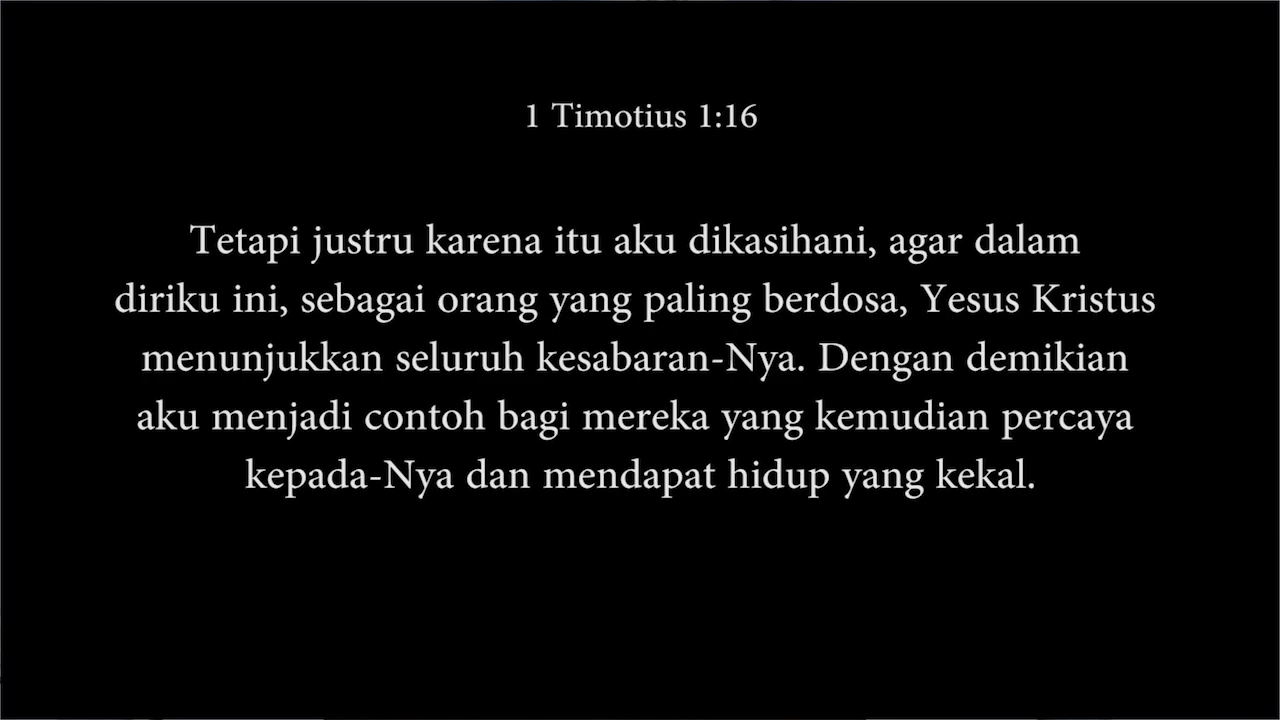 1 Timotius 1:16
Tetapi justru karena itu aku dikasihani, agar dalam
diriku ini, sebagai orang yang paling berdosa, Yesus Kristus
menunjukkan seluruh kesabaran-Nya. Dengan demikian
aku menjadi contoh bagi mereka yang kemudian percaya
kepada-Nya dan mendapat hidup yang kekal.